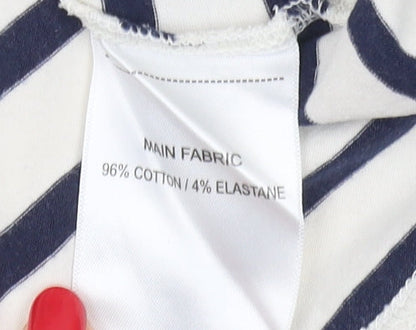 MAIN FABRIC
96% COTTON / 4% ELASTANE